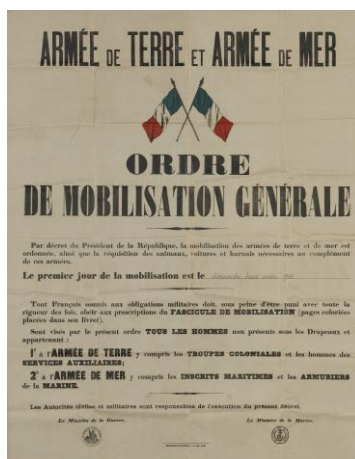 ARMÉE DE TERRE ET ARMÉE DE MER
ORDRE
DE MOBILISATION GÉNÉRALE
Par décret du Président de la République, la mobilisation des armées de terre et de mer est
ordonnée, ainsi que la réquisition des animaux, voitures et harnais nécessaires au complément
de ces armées.
Le premier jour de la mobilisation est le
Tout Français soumis aux obligations militaires doit, sous peine d'être puni avec toute la
rigueur des lois, obéir aux prescriptions du FASCICULE DE MOBILISATION (pages coloriées
placées dans son livret).
Sont visés par le présent ordre TOUS LES HOMMES non présents sous les Drapeaux et
appartenant :
1° à l'ARMÉE DE TERRE y compris les TROUPES COLONIALES et les hommes des
SERVICES AUXILIAIRES;
2° à l'ARMÉE DE MER y compris les INSCRITS MARITIMES et les ARMURIERS
de la MARINE.
Les Autorités civiles et militaires sont responsables de l'exécution du présent décret.
Le Ministre de la Guerre,
Le Ministre de la Marine,